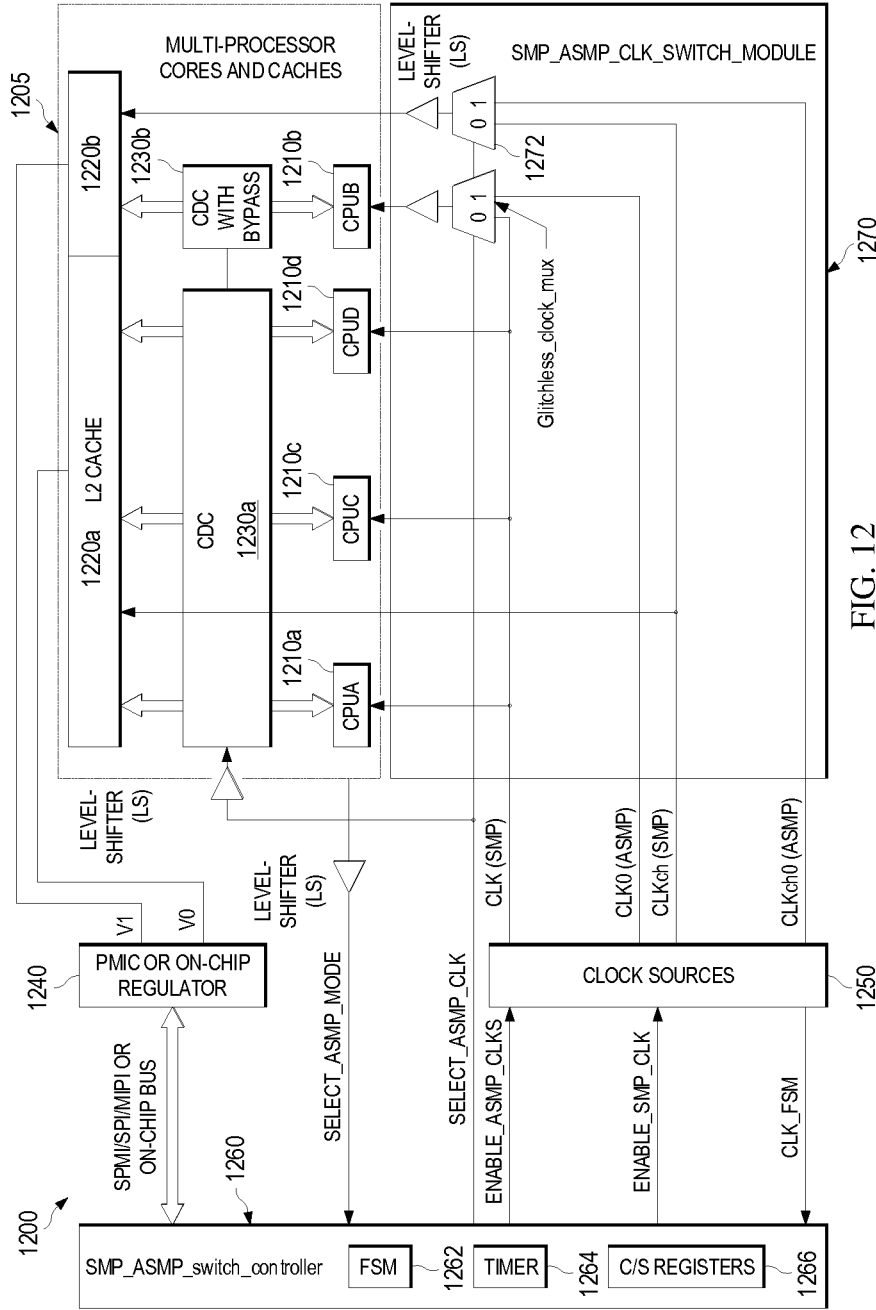 1200
SMP_ASMP_switch_controller
1260
FSM
1262
TIMER
1264
C/S REGISTERS
1266
SPMI/SPI/MIPI OR
ON-CHIP BUS
1240
PMIC OR ON-CHIP
REGULATOR
V1
V0
SELECT_ASMP_MODE
LEVEL-
SHIFTER
(LS)
LEVEL-
SHIFTER
(LS)
SELECT_ASMP_CLK
ENABLE_ASMP_CLKS
ENABLE_SMP_CLK
CLK_FSM
CLOCK SOURCES
1250
CLK (SMP)
CLK0 (ASMP)
CLKch (SMP)
CLKch0 (ASMP)
1205
MULTI-PROCESSOR
CORES AND CACHES
1220a
L2 CACHE
1220b
CDC
1230a
CDC
WITH
BYPASS
1230b
CPUA
1210a
CPUC
1210c
CPUD
1210d
CPUB
1210b
LEVEL-
SHIFTER
(LS)
SMP_ASMP_CLK_SWITCH_MODULE
0 1
0 1
1272
Glitchless_clock_mux
1270
FIG. 12